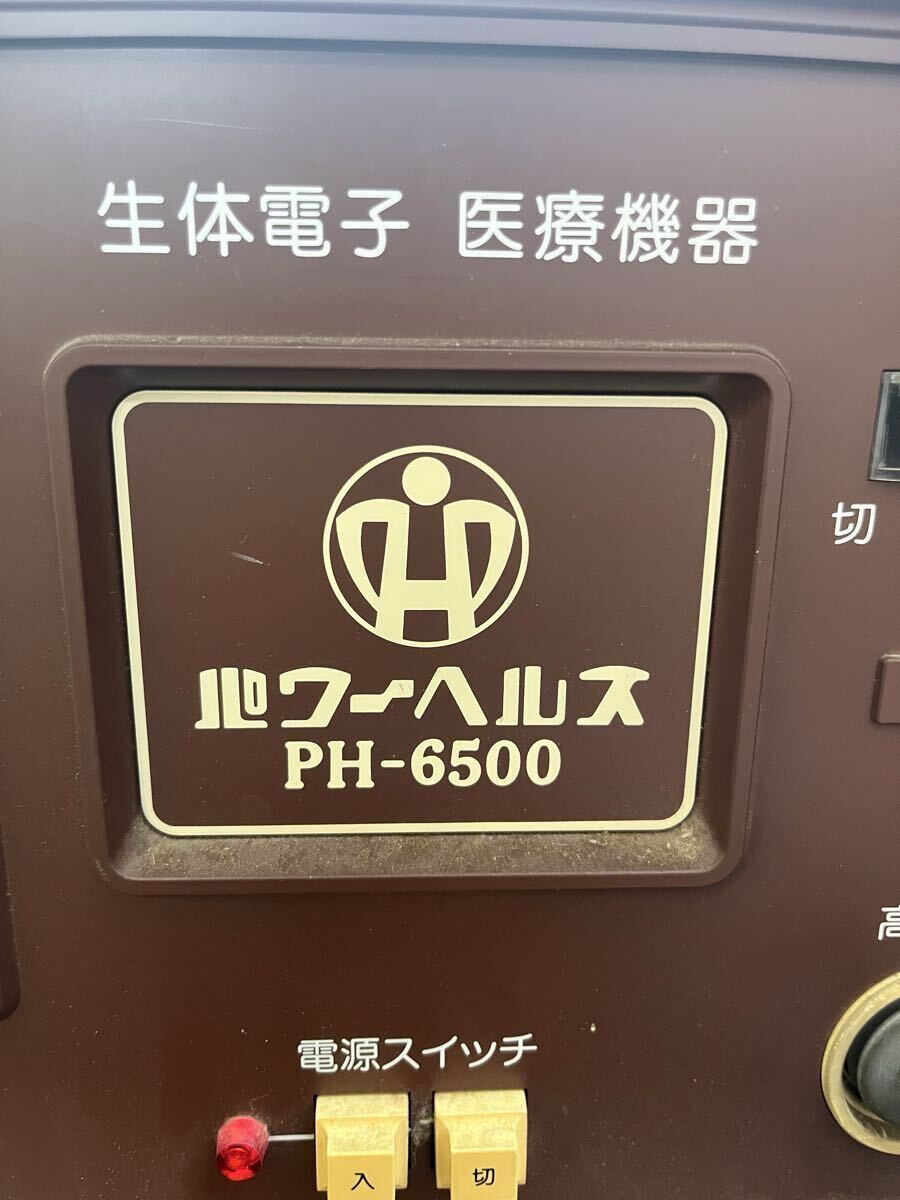 生体電子 医療機器
切
パワーヘルス
PH-6500
高
電源スイッチ
入
切